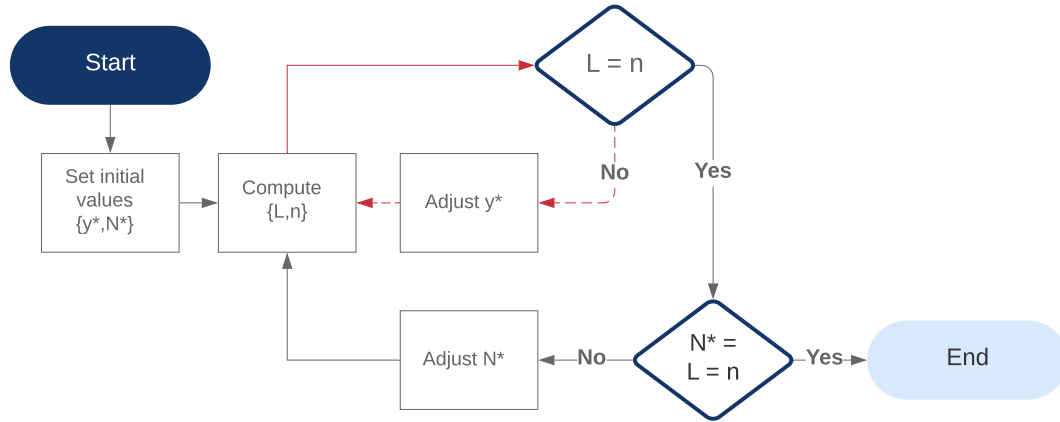 Start
L = n
Set initial
values
{y*,N*}
Compute
{L,n}
Adjust y*
No
Yes
Adjust N*
No
N* =
L = n
Yes
End